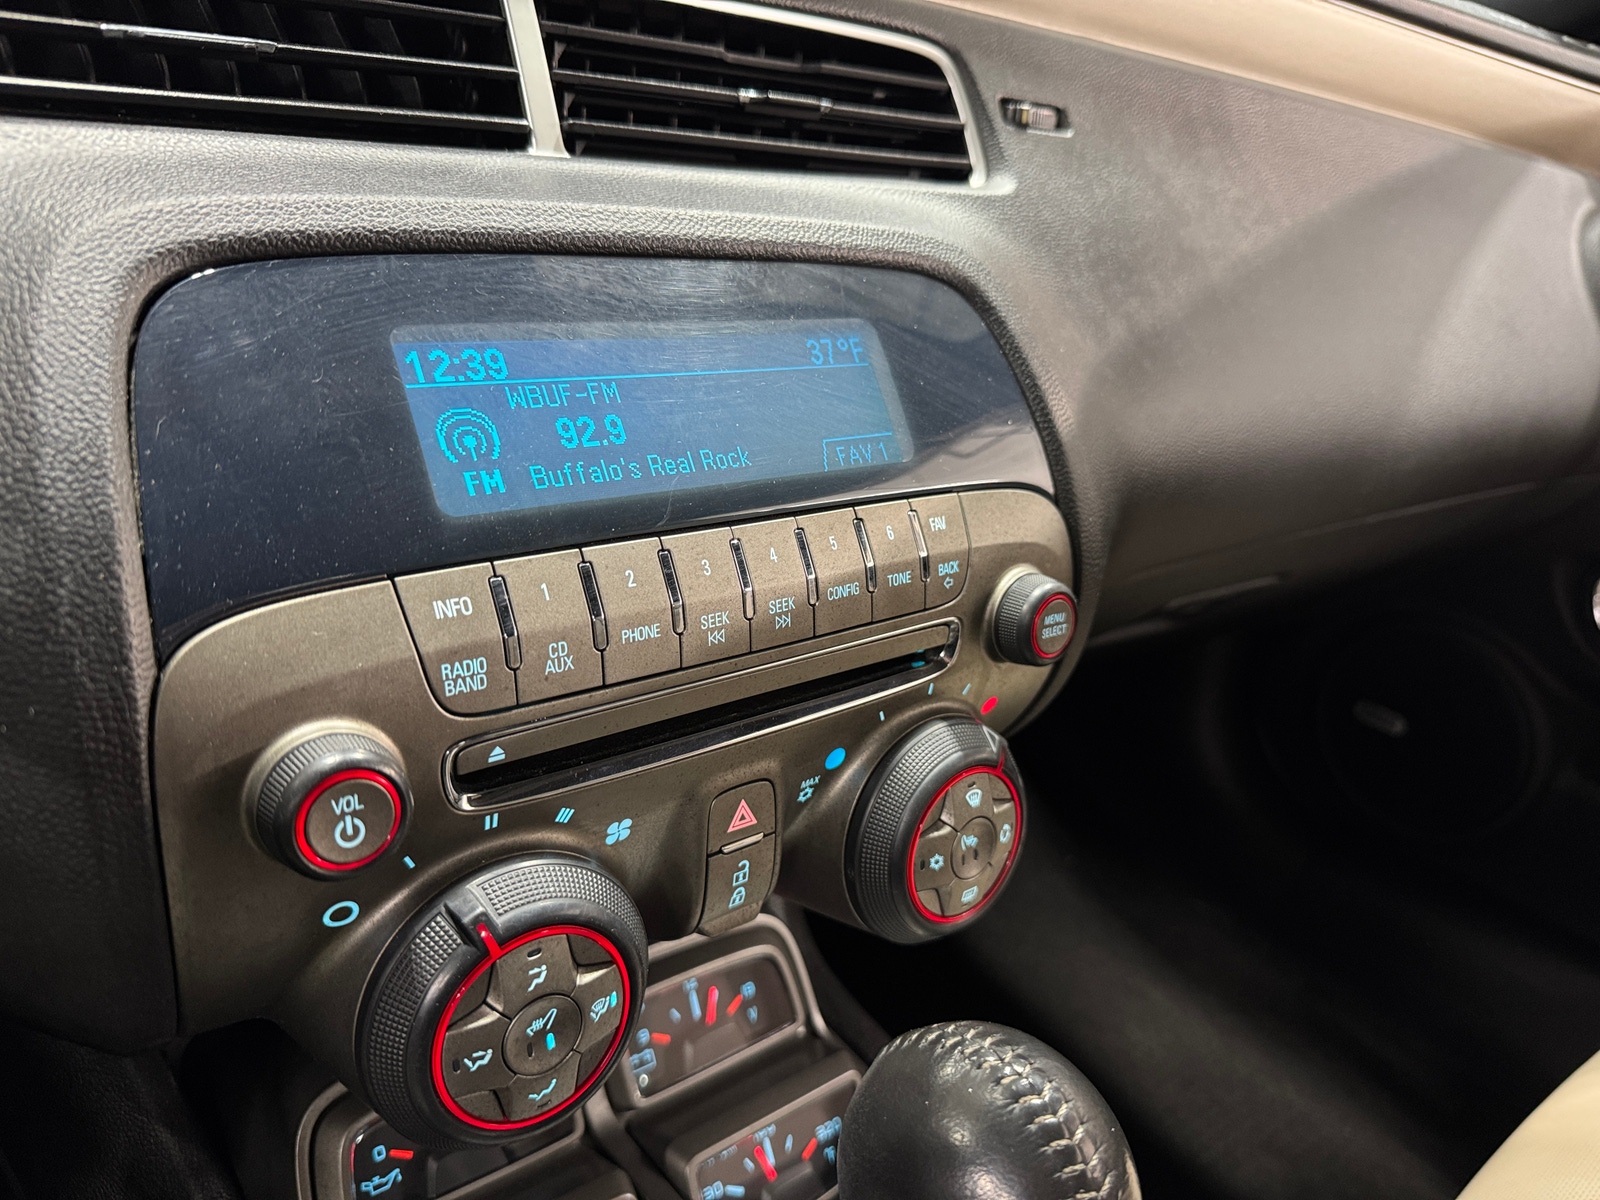 12:39 37°F
WBUF-FM
92.9
FM Buffalo's Real Rock FAV 1
INFO 1 2 3 4 5 6 FAV
RADIO BAND
CD AUX
PHONE
SEEK
SEEK
CONFIG
TONE
BACK
MENU SELECT
VOL
MAX
0